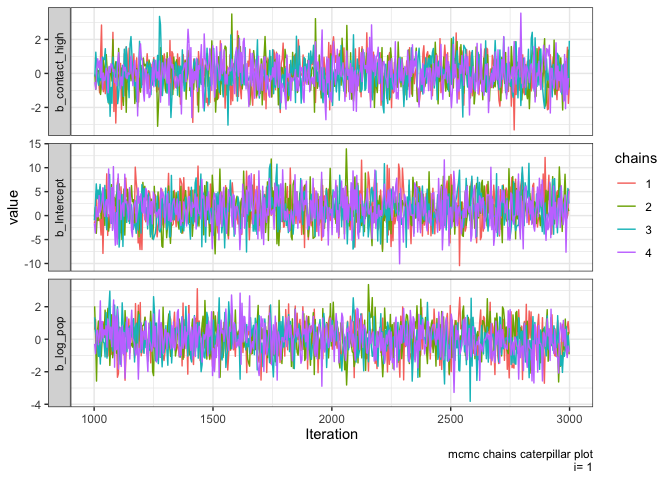 b_contact_high
2
0
-2
b_Intercept
15
10
5
0
-5
-10
b_log_pop
2
0
-2
-4
value
1000
1500
2000
2500
3000
Iteration
chains
1
2
3
4
mcmc chains caterpillar plot
i= 1